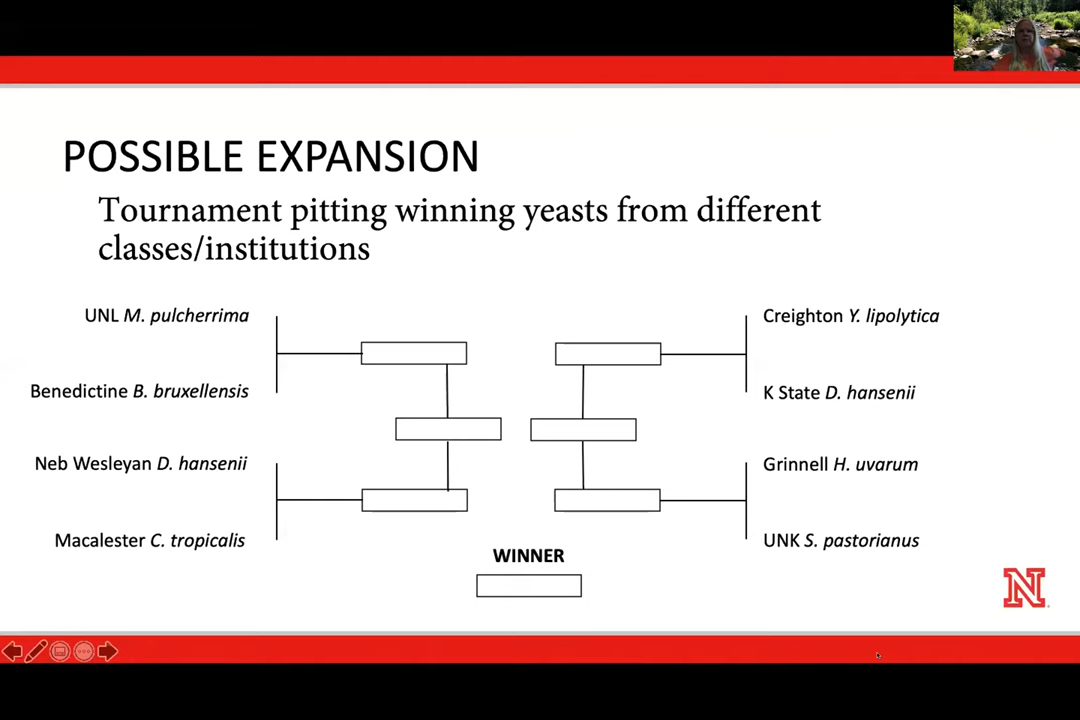 POSSIBLE EXPANSION
Tournament pitting winning yeasts from different
classes/institutions
UNL M. pulcherrima
Benedictine B. bruxellensis
Neb Wesleyan D. hansenii
Macalester C. tropicalis
Creighton Y. lipolytica
K State D. hansenii
Grinnell H. uvarum
UNK S. pastorianus
WINNER
N